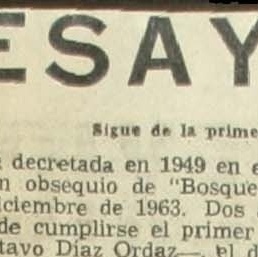 ESAY
Sigue de la prime
decretada en 1949 en e
n obsequio de "Bosque
iciembre de 1963. Dos
de cumplirse el primer
tavo Díaz Ordaz—, el d